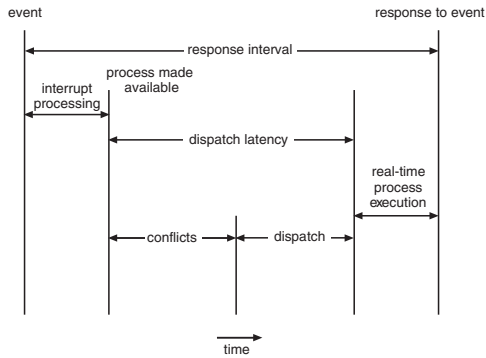 event
response to event
response interval
process made
available
interrupt
processing
dispatch latency
real-time
process
execution
conflicts
dispatch
time